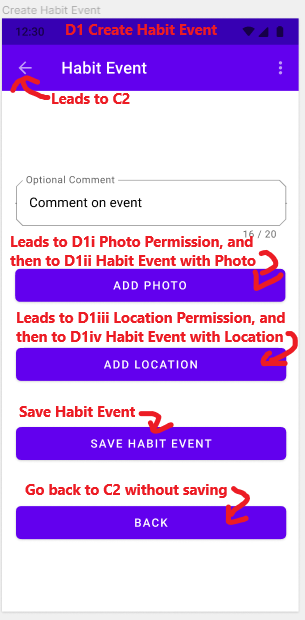 Create Habit Event
12:30 D1 Create Habit Event
Habit Event
Leads to C2
Optional Comment
Comment on event
16 / 20
Leads to D1i Photo Permission, and
then to D1ii Habit Event with Photo
ADD PHOTO
Leads to D1iii Location Permission, and
then to D1iv Habit Event with Location
ADD LOCATION
Save Habit Event
SAVE HABIT EVENT
Go back to C2 without saving
BACK